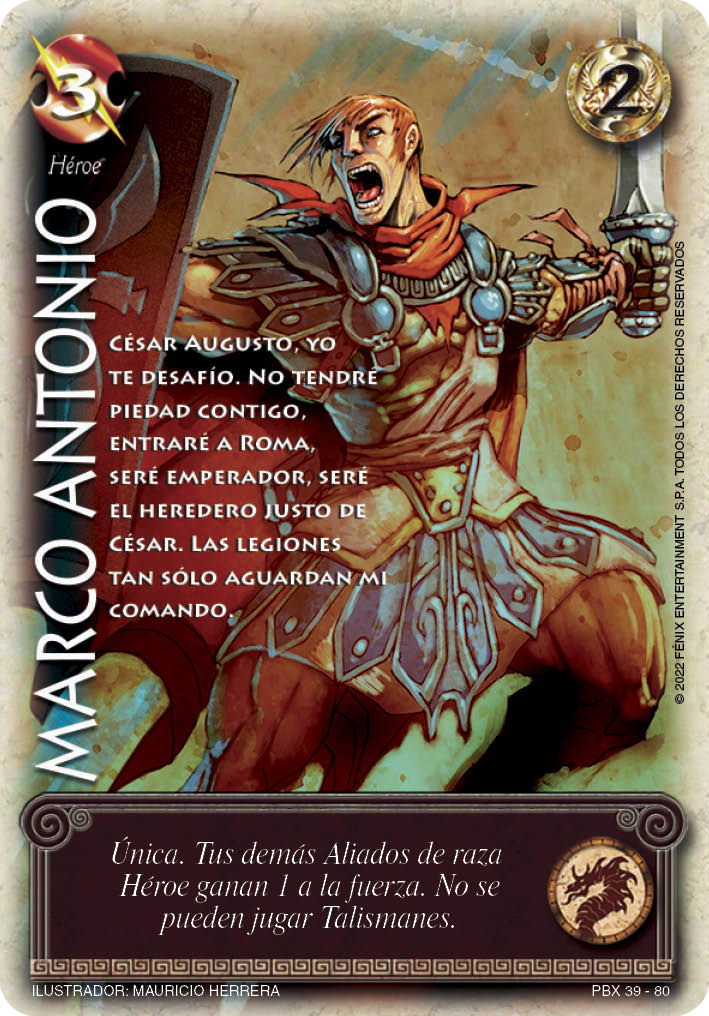 3
2
Héroe
MARCO ANTONIO
CÉSAR AUGUSTO, YO
TE DESAFÍO. NO TENDRÉ
PIEDAD CONTIGO,
ENTRARÉ A ROMA,
SERÉ EMPERADOR, SERÉ
EL HEREDERO JUSTO DE
CÉSAR. LAS LEGIONES
TAN SÓLO AGUARDAN MI
COMANDO.
© 2022 FÉNIX ENTERTAINMENT S.P.A. TODOS LOS DERECHOS RESERVADOS
Única. Tus demás Aliados de raza
Héroe ganan 1 a la fuerza. No se
pueden jugar Talismanes.
ILUSTRADOR: MAURICIO HERRERA
PBX 39 - 80